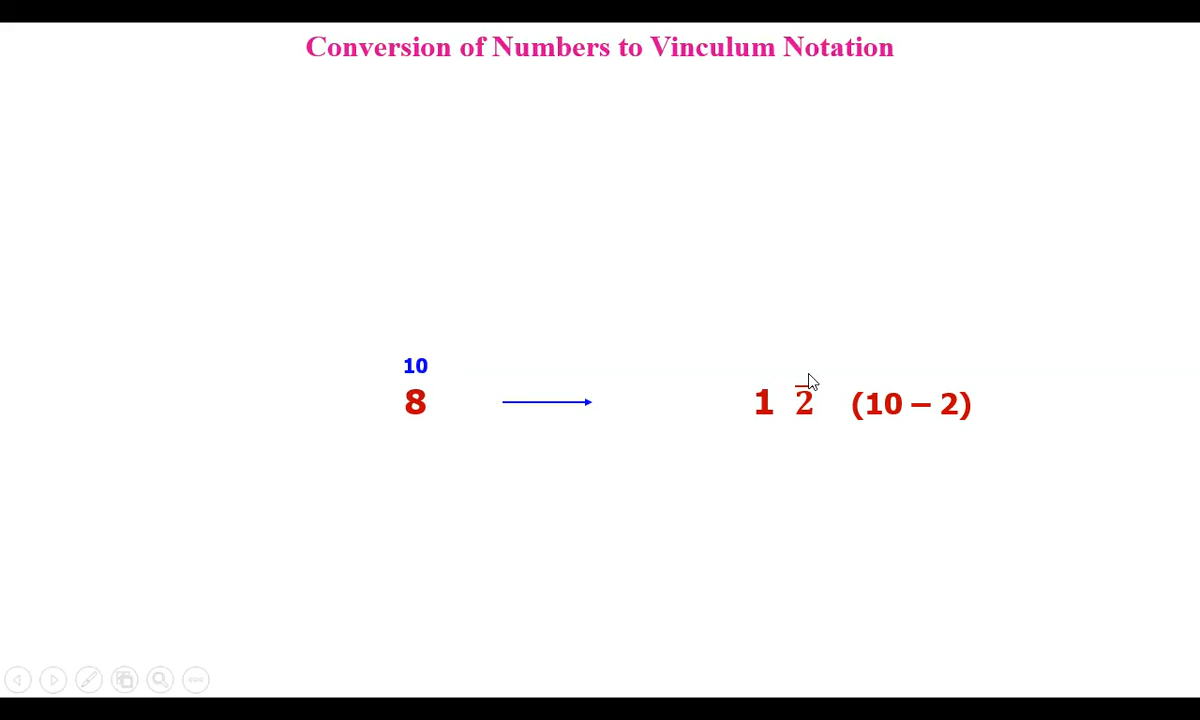 Conversion of Numbers to Vinculum Notation
10
8 1 2̅ (10 – 2)